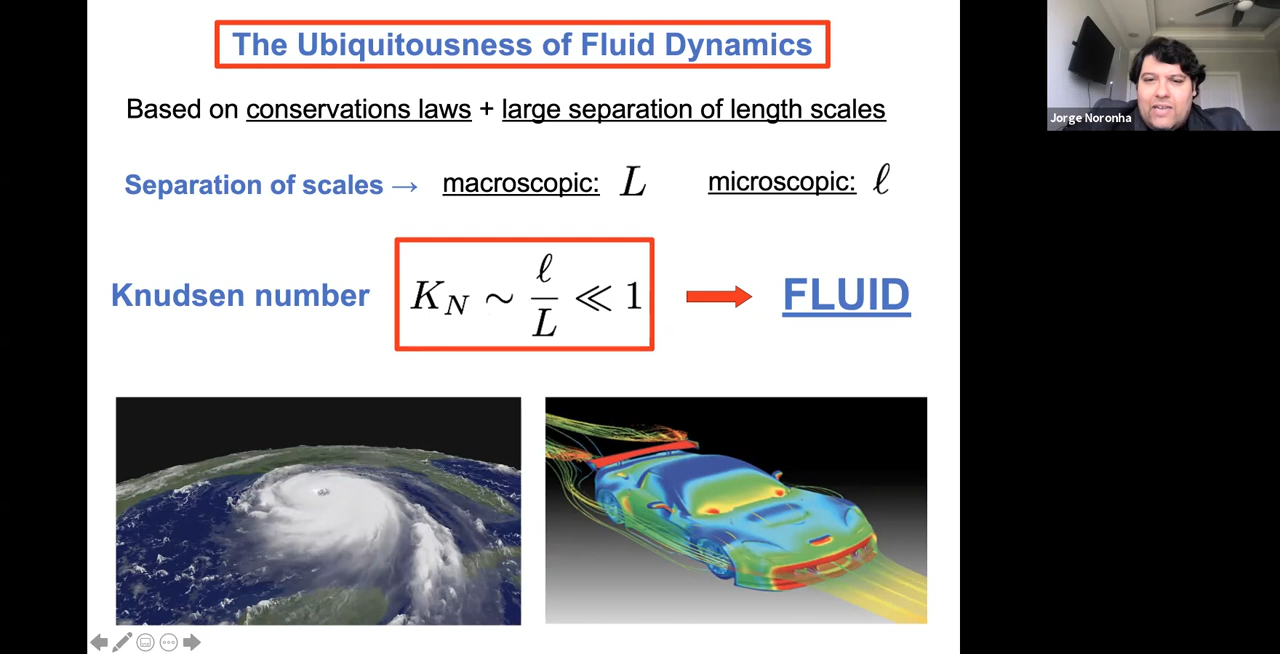 The Ubiquitousness of Fluid Dynamics
Based on conservations laws + large separation of length scales
Separation of scales → macroscopic: L microscopic: ℓ
Knudsen number K_N ∼ ℓ/L ≪ 1 FLUID
Jorge Noronha